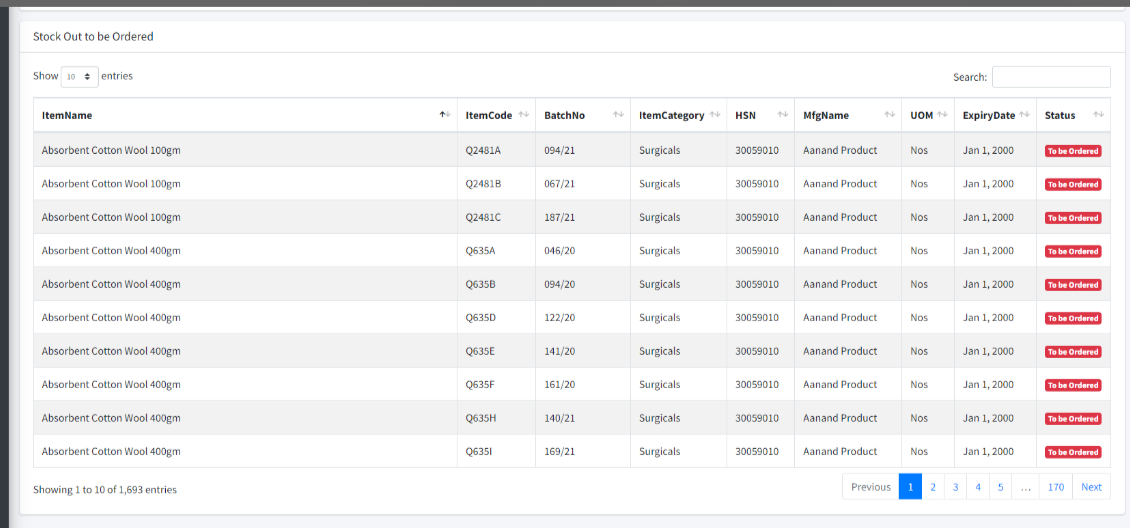 Stock Out to be Ordered
Show 10 entries Search:
ItemName ItemCode BatchNo ItemCategory HSN MfgName UOM ExpiryDate Status
Absorbent Cotton Wool 100gm Q2481A 094/21 Surgicals 30059010 Aanand Product Nos Jan 1, 2000 To be Ordered
Absorbent Cotton Wool 100gm Q2481B 067/21 Surgicals 30059010 Aanand Product Nos Jan 1, 2000 To be Ordered
Absorbent Cotton Wool 100gm Q2481C 187/21 Surgicals 30059010 Aanand Product Nos Jan 1, 2000 To be Ordered
Absorbent Cotton Wool 400gm Q635A 046/20 Surgicals 30059010 Aanand Product Nos Jan 1, 2000 To be Ordered
Absorbent Cotton Wool 400gm Q635B 094/20 Surgicals 30059010 Aanand Product Nos Jan 1, 2000 To be Ordered
Absorbent Cotton Wool 400gm Q635D 122/20 Surgicals 30059010 Aanand Product Nos Jan 1, 2000 To be Ordered
Absorbent Cotton Wool 400gm Q635E 141/20 Surgicals 30059010 Aanand Product Nos Jan 1, 2000 To be Ordered
Absorbent Cotton Wool 400gm Q635F 161/20 Surgicals 30059010 Aanand Product Nos Jan 1, 2000 To be Ordered
Absorbent Cotton Wool 400gm Q635H 140/21 Surgicals 30059010 Aanand Product Nos Jan 1, 2000 To be Ordered
Absorbent Cotton Wool 400gm Q635I 169/21 Surgicals 30059010 Aanand Product Nos Jan 1, 2000 To be Ordered
Showing 1 to 10 of 1,693 entries Previous 1 2 3 4 5 … 170 Next